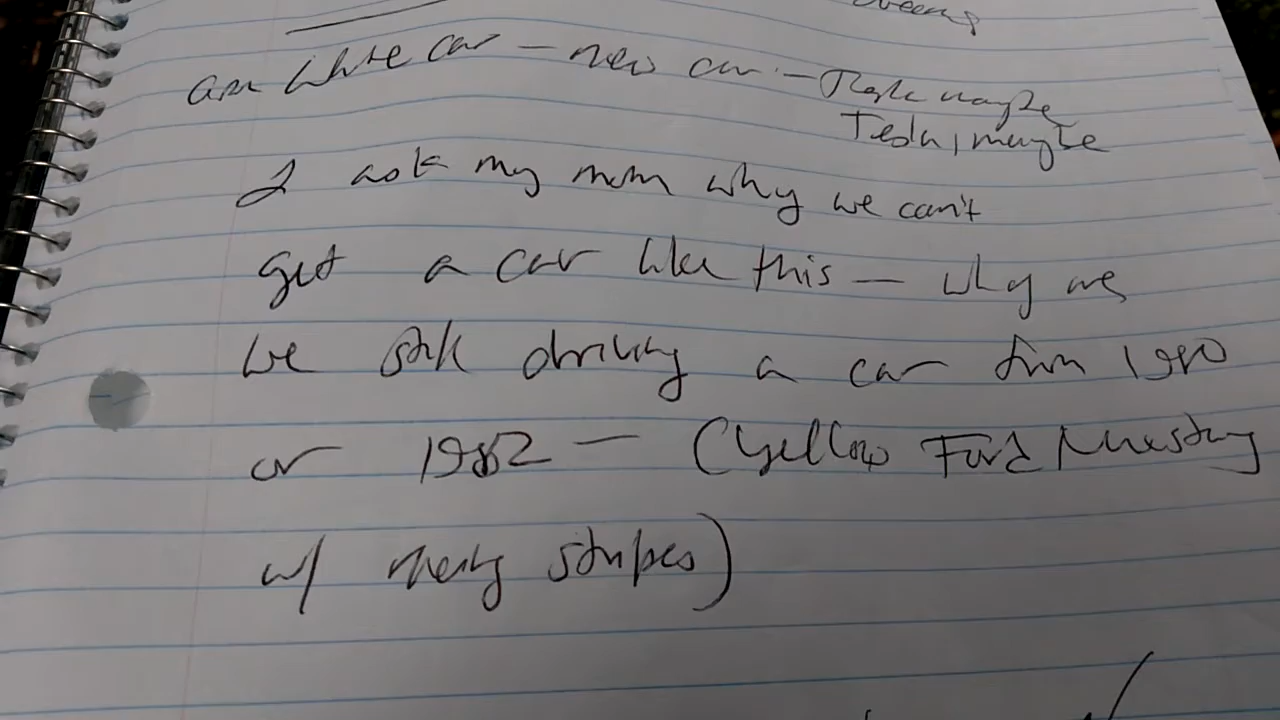 Dreams
a white car - new car - Tesla maybe
Tesla, maybe
I ask my mom why we can't
get a car like this — why are
we still driving a car from 1980
or 1982 — (Yellow Ford Mustang
w/ racing stripes)